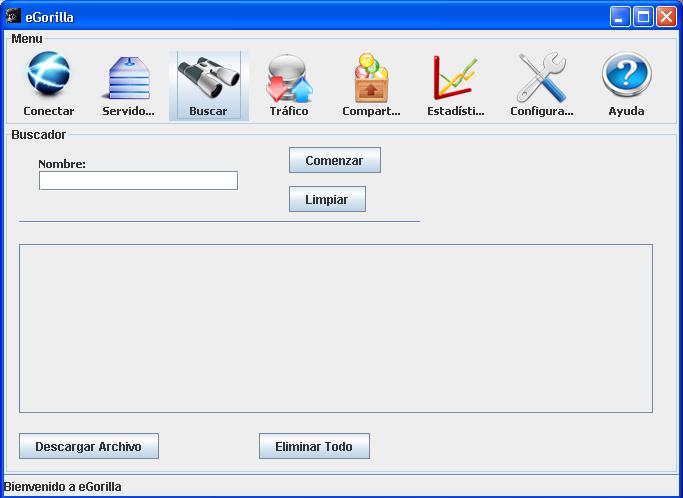 eGorilla
Menu
Conectar Servido... Buscar Tráfico Compart... Estadísti... Configura... Ayuda
Buscador
Nombre:
Comenzar
Limpiar
Descargar Archivo Eliminar Todo
Bienvenido a eGorilla